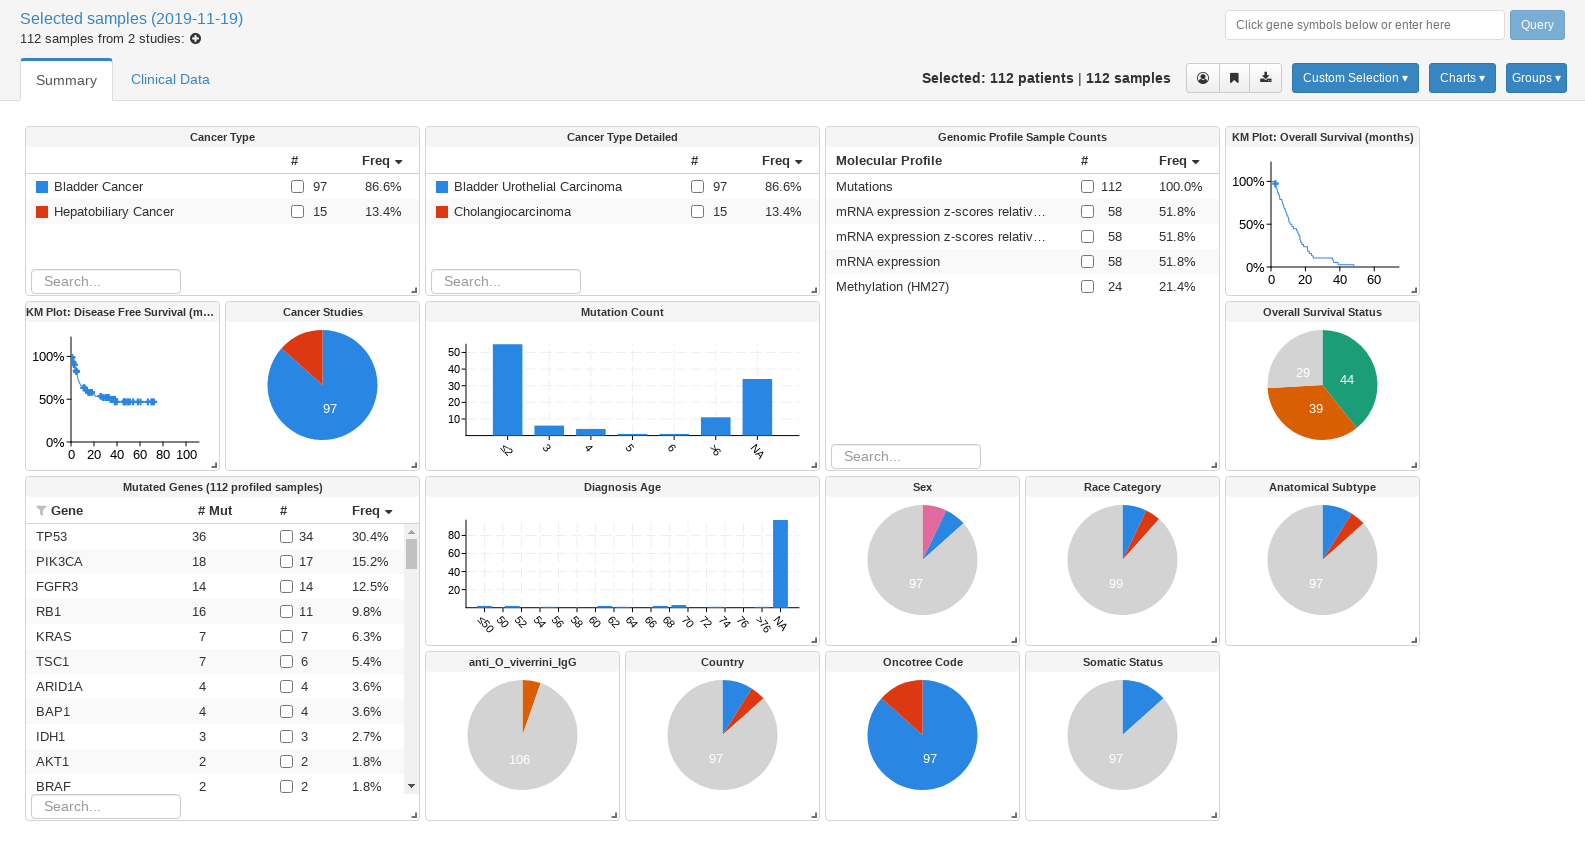 Selected samples (2019-11-19)
112 samples from 2 studies:
Click gene symbols below or enter here
Query
Summary
Clinical Data
Selected: 112 patients | 112 samples
Custom Selection ▾
Charts ▾
Groups ▾
Cancer Type
# Freq
Bladder Cancer 97 86.6%
Hepatobiliary Cancer 15 13.4%
Search...
Cancer Type Detailed
# Freq
Bladder Urothelial Carcinoma 97 86.6%
Cholangiocarcinoma 15 13.4%
Search...
Genomic Profile Sample Counts
Molecular Profile # Freq
Mutations 112 100.0%
mRNA expression z-scores relativ… 58 51.8%
mRNA expression z-scores relativ… 58 51.8%
mRNA expression 58 51.8%
Methylation (HM27) 24 21.4%
Search...
KM Plot: Overall Survival (months)
100%
50%
0%
0 20 40 60
KM Plot: Disease Free Survival (m...
100%
50%
0%
0 20 40 60 80 100
Cancer Studies
97
Mutation Count
50
40
30
20
10
≤2 3 4 5 6 >6 NA
Overall Survival Status
29
44
39
Mutated Genes (112 profiled samples)
Gene # Mut # Freq
TP53 36 34 30.4%
PIK3CA 18 17 15.2%
FGFR3 14 14 12.5%
RB1 16 11 9.8%
KRAS 7 7 6.3%
TSC1 7 6 5.4%
ARID1A 4 4 3.6%
BAP1 4 4 3.6%
IDH1 3 3 2.7%
AKT1 2 2 1.8%
BRAF 2 2 1.8%
Search...
Diagnosis Age
80
60
40
20
≤50 50 52 54 56 58 60 62 64 66 68 70 72 74 76 >76 NA
Sex
97
Race Category
99
Anatomical Subtype
97
anti_O_viverrini_IgG
106
Country
97
Oncotree Code
97
Somatic Status
97